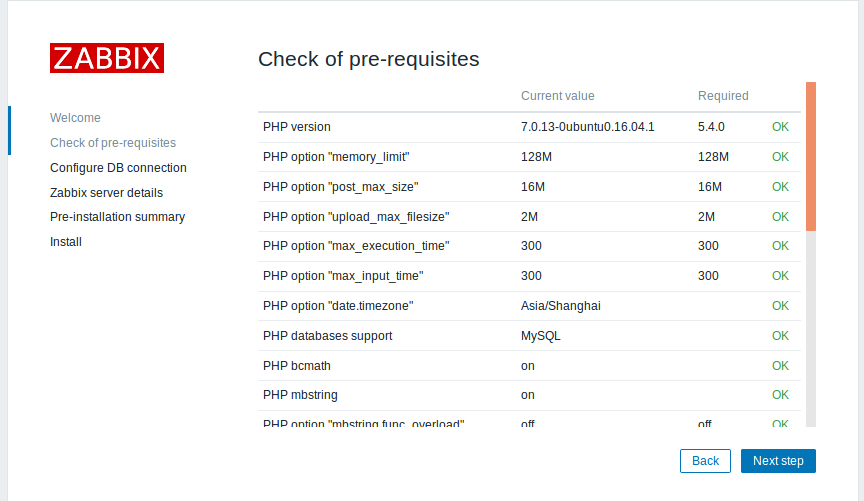 ZABBIX
Welcome
Check of pre-requisites
Configure DB connection
Zabbix server details
Pre-installation summary
Install
Check of pre-requisites
Current value Required
PHP version 7.0.13-0ubuntu0.16.04.1 5.4.0 OK
PHP option "memory_limit" 128M 128M OK
PHP option "post_max_size" 16M 16M OK
PHP option "upload_max_filesize" 2M 2M OK
PHP option "max_execution_time" 300 300 OK
PHP option "max_input_time" 300 300 OK
PHP option "date.timezone" Asia/Shanghai OK
PHP databases support MySQL OK
PHP bcmath on OK
PHP mbstring on OK
PHP option "mbstring.func_overload" off off OK
Back Next step